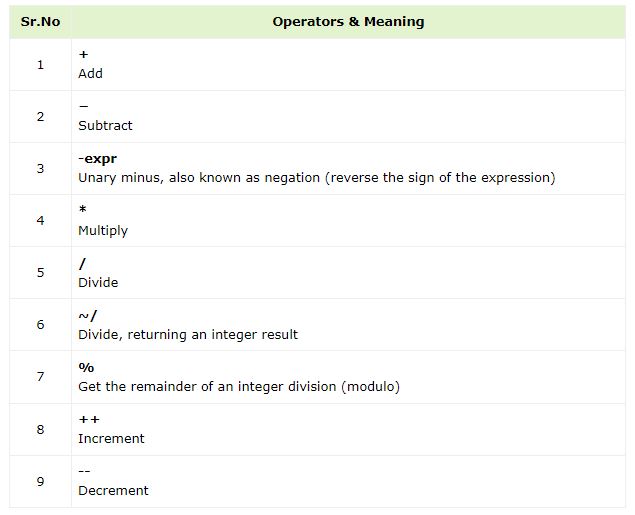 Sr.No Operators & Meaning
1
+
Add
2
–
Subtract
3
-expr
Unary minus, also known as negation (reverse the sign of the expression)
4
*
Multiply
5
/
Divide
6
~/
Divide, returning an integer result
7
%
Get the remainder of an integer division (modulo)
8
++
Increment
9
--
Decrement